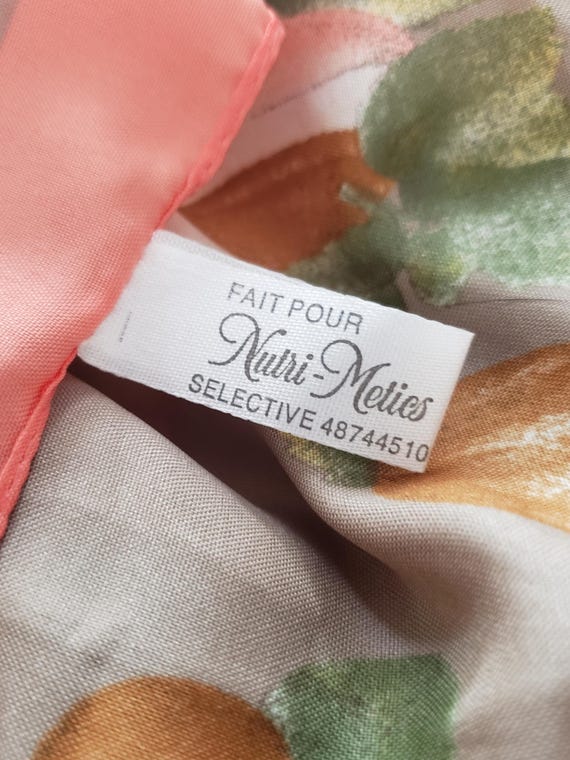 FAIT POUR
Nutri-Metics
SELECTIVE 48744510